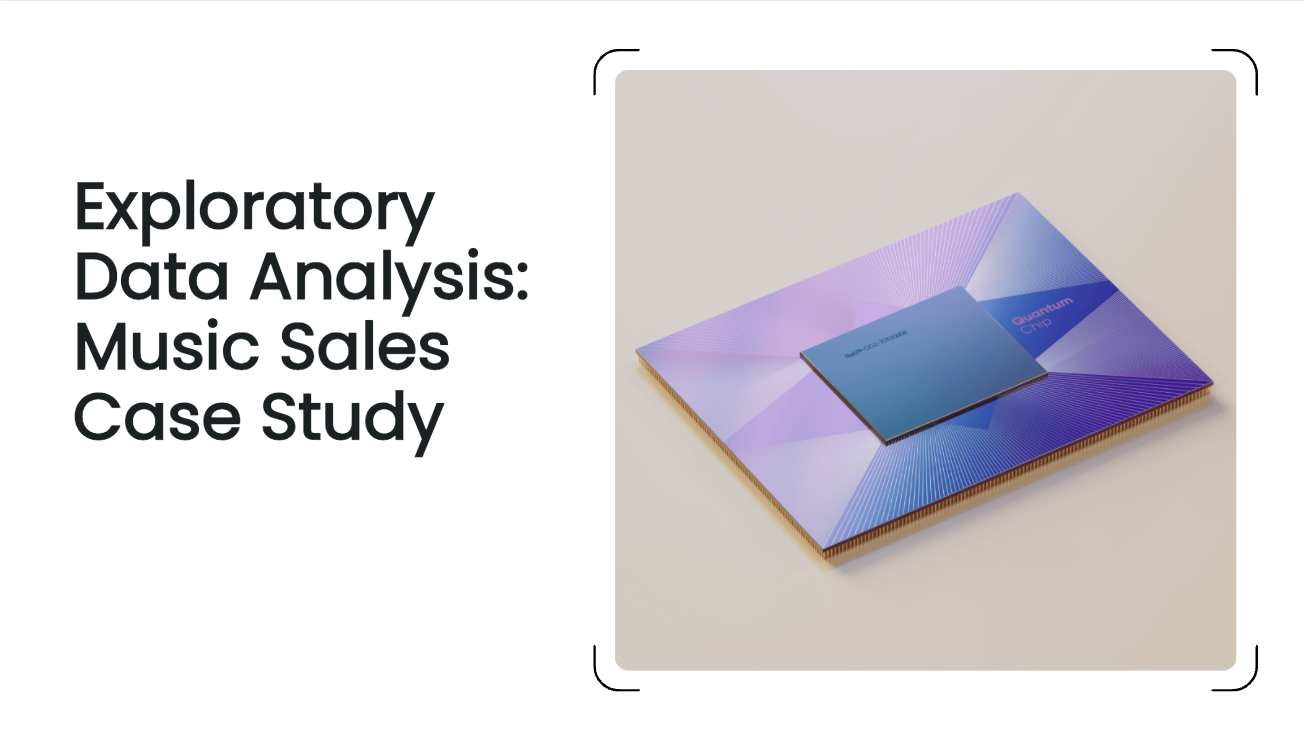 Exploratory
Data Analysis:
Music Sales
Case Study
Quantum
Chip